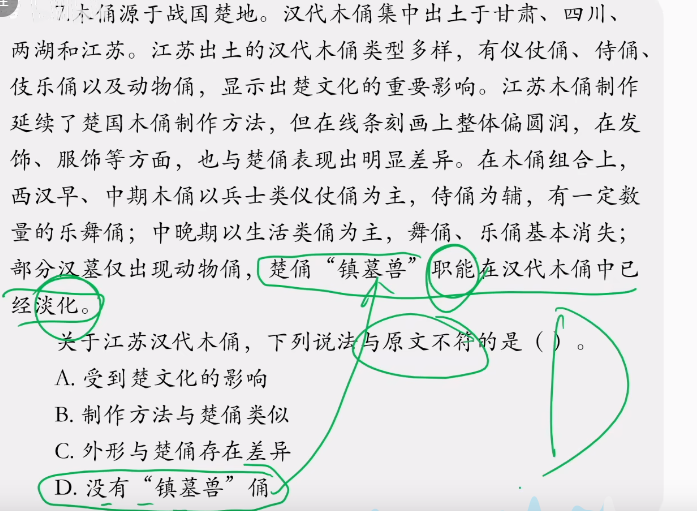 7.木俑源于战国楚地。汉代木俑集中出土于甘肃、四川、
两湖和江苏。江苏出土的汉代木俑类型多样，有仪仗俑、侍俑、
伎乐俑以及动物俑，显示出楚文化的重要影响。江苏木俑制作
延续了楚国木俑制作方法，但在线条刻画上整体偏圆润，在发
饰、服饰等方面，也与楚俑表现出明显差异。在木俑组合上，
西汉早、中期木俑以兵士类仪仗俑为主，侍俑为辅，有一定数
量的乐舞俑；中晚期以生活类俑为主，舞俑、乐俑基本消失；
部分汉墓仅出现动物俑，楚俑“镇墓兽”职能在汉代木俑中已
经淡化。
关于江苏汉代木俑，下列说法与原文不符的是（ ）。
A. 受到楚文化的影响
B. 制作方法与楚俑类似
C. 外形与楚俑存在差异
D. 没有“镇墓兽”俑
D